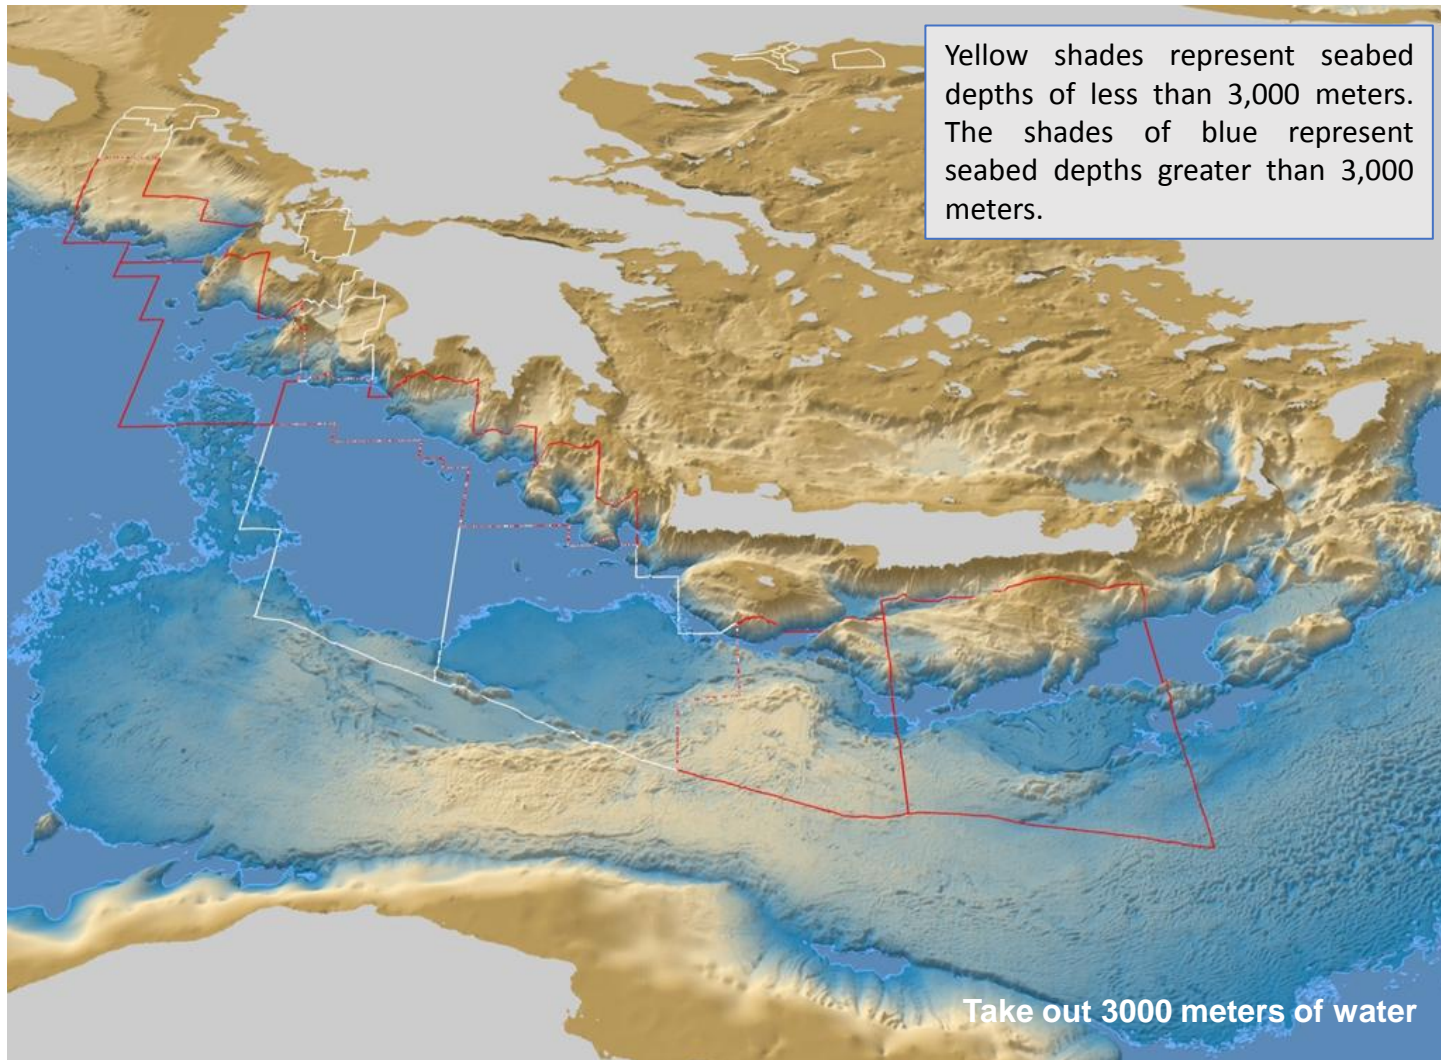 Yellow shades represent seabed
depths of less than 3,000 meters.
The shades of blue represent
seabed depths greater than 3,000
meters.
Take out 3000 meters of water